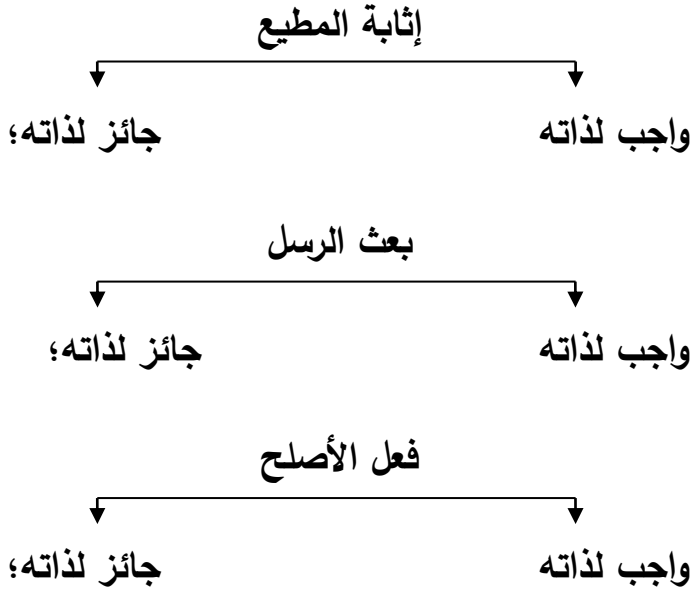 إثابة المطيع
واجب لذاته جائز لذاته؛
بعث الرسل
واجب لذاته جائز لذاته؛
فعل الأصلح
واجب لذاته جائز لذاته؛